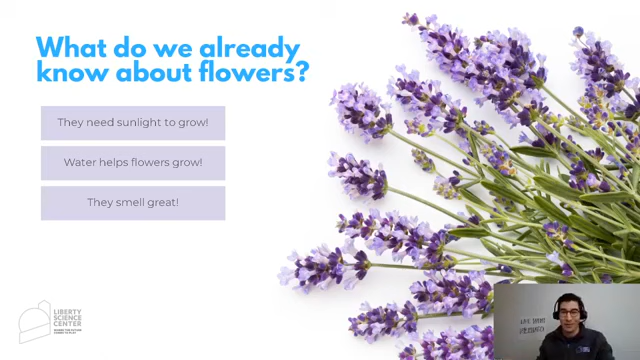 What do we already
know about flowers?
They need sunlight to grow!
Water helps flowers grow!
They smell great!
LIBERTY
SCIENCE
CENTER